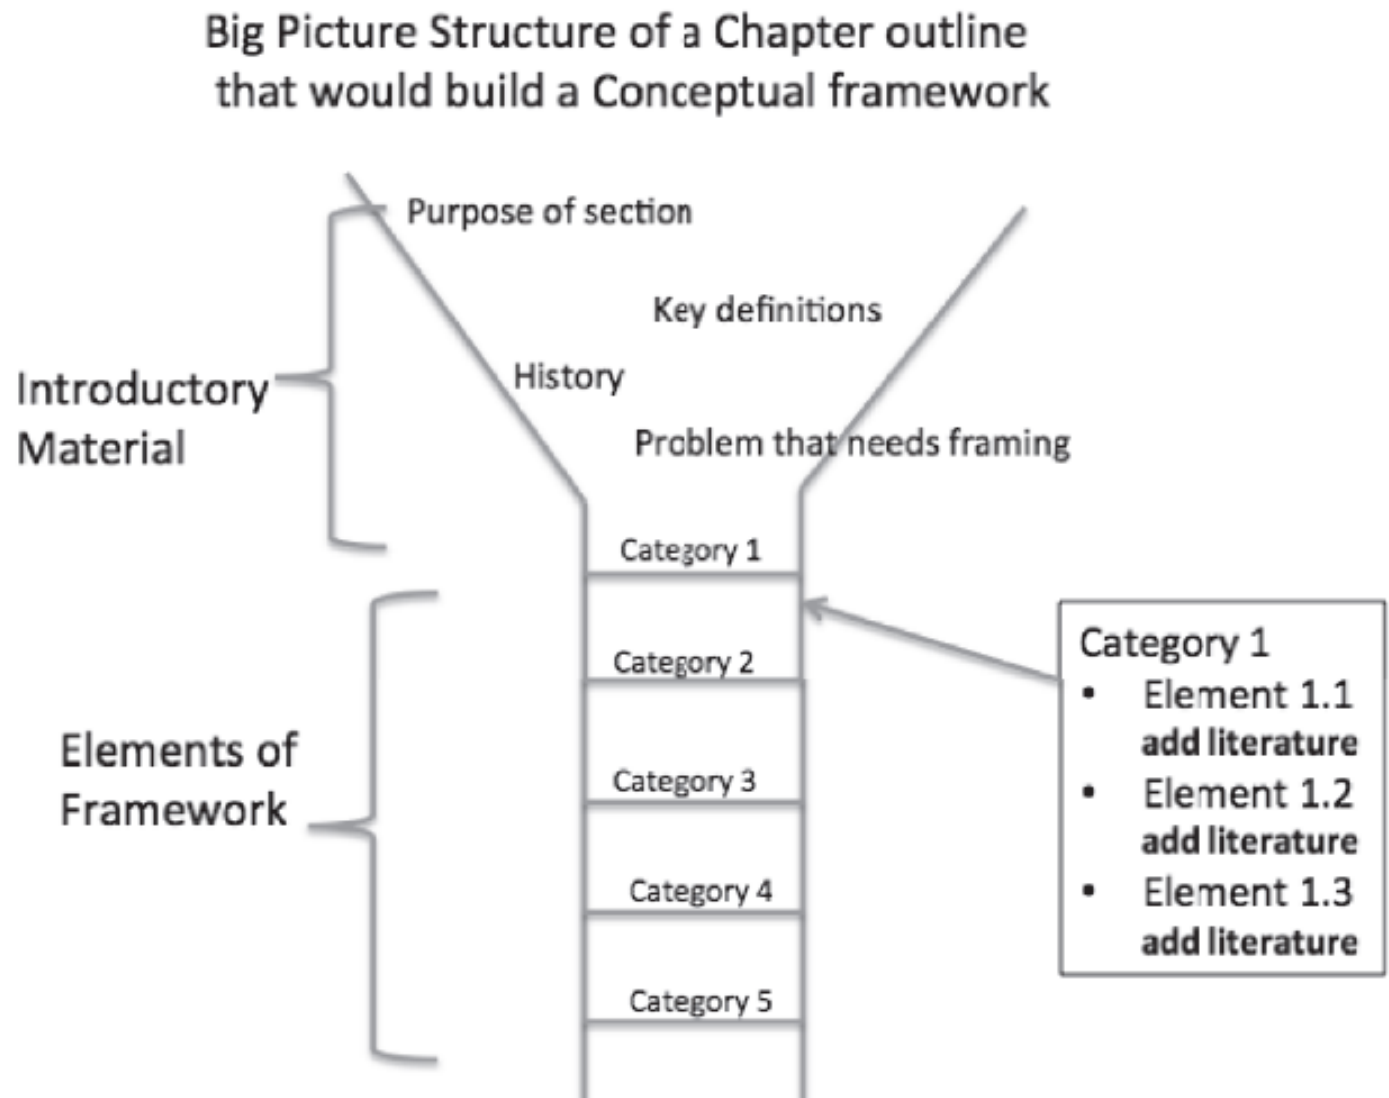 Big Picture Structure of a Chapter outline
that would build a Conceptual framework
Purpose of section
Key definitions
History
Introductory
Material
Problem that needs framing
Category 1
Category 2
Category 3
Category 4
Category 5
Elements of
Framework
Category 1
• Element 1.1
add literature
• Element 1.2
add literature
• Element 1.3
add literature